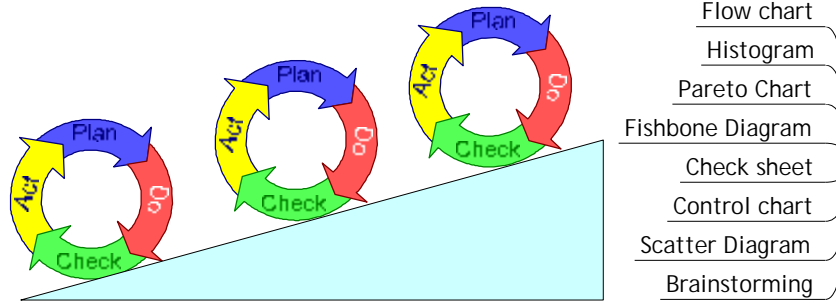 Plan
Do
Check
Act
Plan
Do
Check
Act
Plan
Do
Check
Act
Flow chart
Histogram
Pareto Chart
Fishbone Diagram
Check sheet
Control chart
Scatter Diagram
Brainstorming